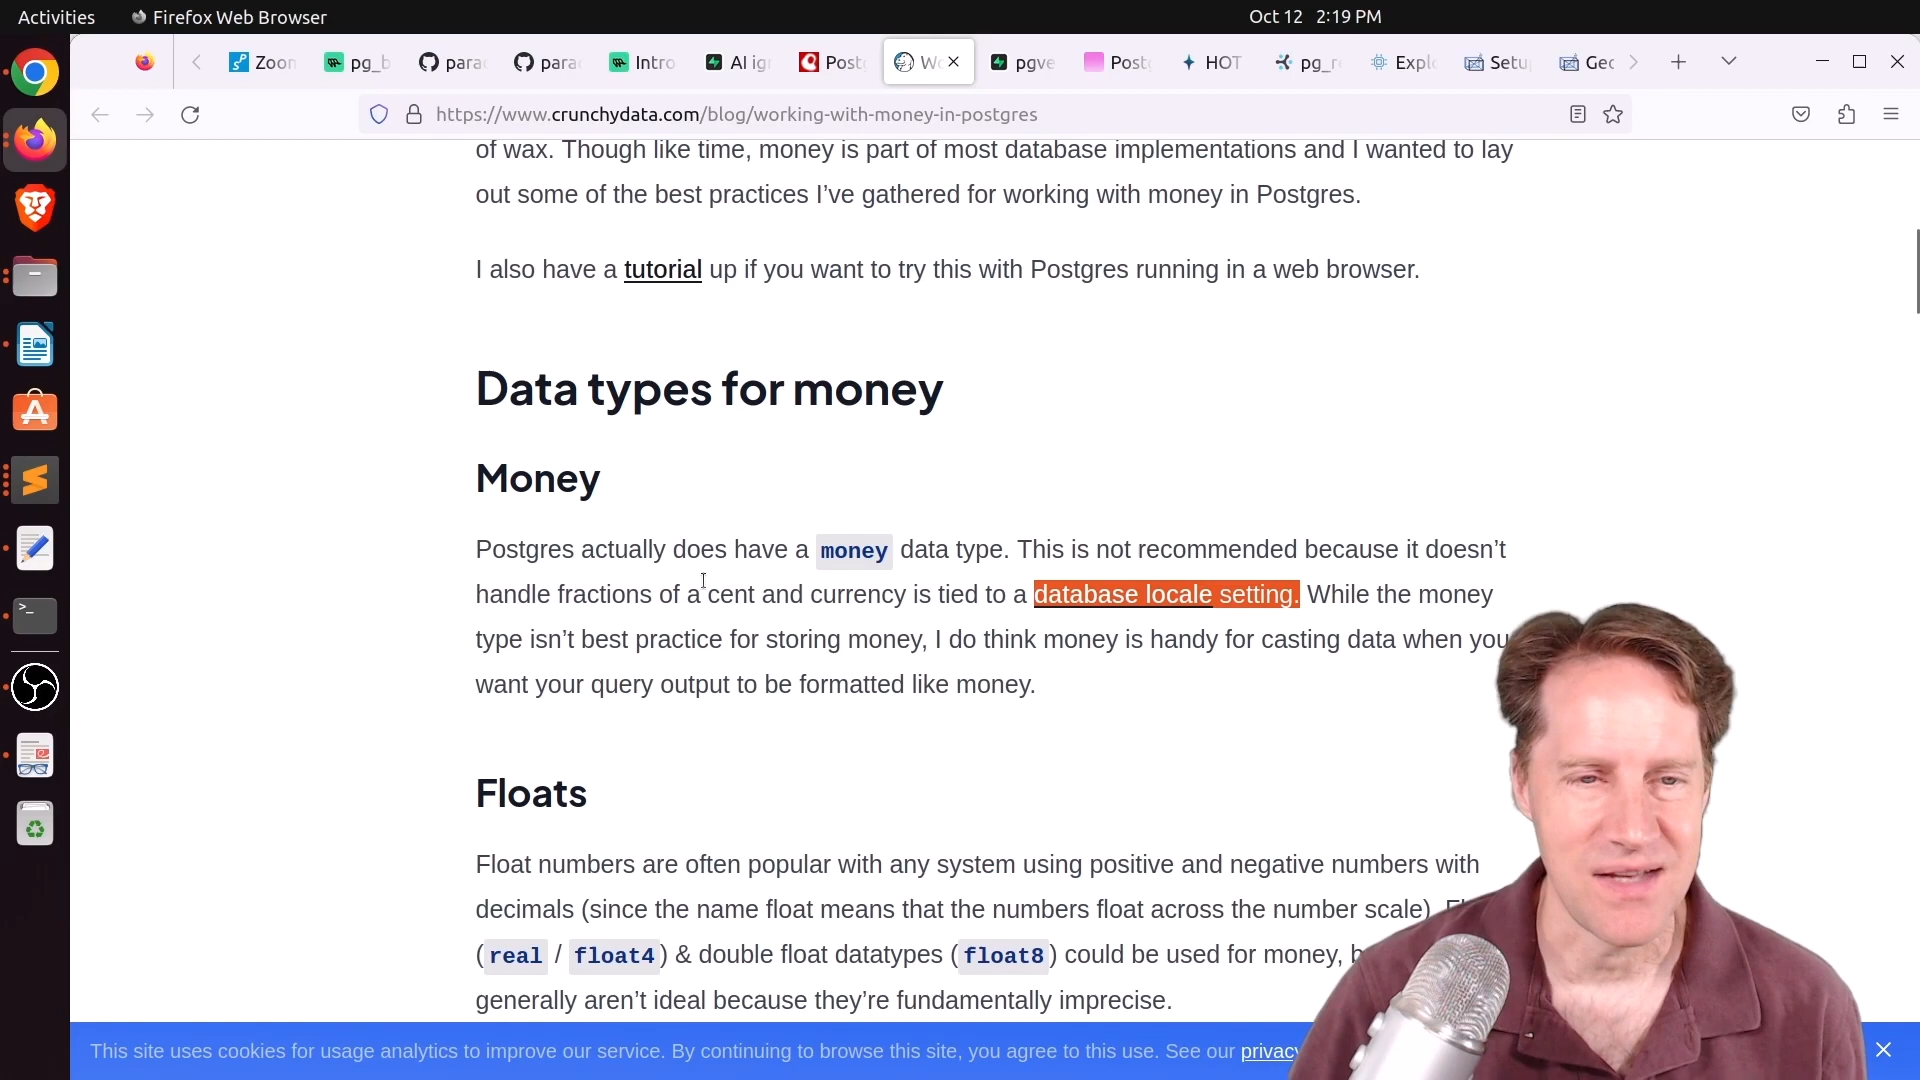 Activities
Firefox Web Browser
Oct 12 2:19 PM
Zoon
pg_b
parac
parac
Intro
AI ig
Post
pgve
Post
HOT
pg_r
Expl
Setu
Geo
https://www.crunchydata.com/blog/working-with-money-in-postgres
of wax. Though like time, money is part of most database implementations and I wanted to lay
out some of the best practices I’ve gathered for working with money in Postgres.
I also have a tutorial up if you want to try this with Postgres running in a web browser.
Data types for money
Money
Postgres actually does have a money data type. This is not recommended because it doesn’t
handle fractions of a cent and currency is tied to a database locale setting. While the money
type isn’t best practice for storing money, I do think money is handy for casting data when you
want your query output to be formatted like money.
Floats
Float numbers are often popular with any system using positive and negative numbers with
decimals (since the name float means that the numbers float across the number scale).
(real / float4) & double float datatypes (float8) could be used for money,
generally aren’t ideal because they’re fundamentally imprecise.
This site uses cookies for usage analytics to improve our service. By continuing to browse this site, you agree to this use. See our privacy